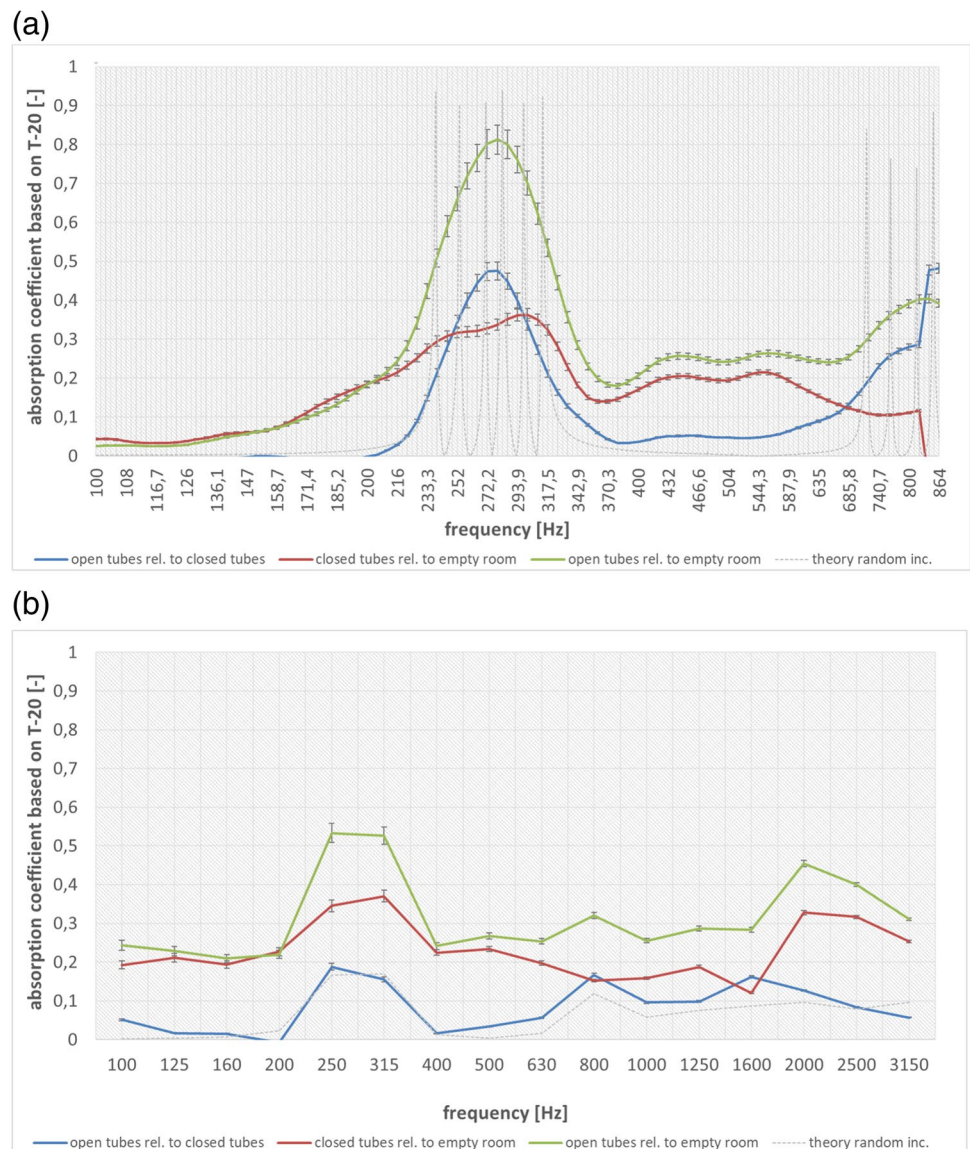 (a)
absorption coefficient based on T-20 [-]
1
0,9
0,8
0,7
0,6
0,5
0,4
0,3
0,2
0,1
0
100 108 116,7 126 136,1 147 158,7 171,4 185,2 200 216 233,3 252 272,2 293,9 317,5 342,9 370,3 400 432 466,6 504 544,3 587,9 635 685,8 740,7 800 864
frequency [Hz]
open tubes rel. to closed tubes closed tubes rel. to empty room open tubes rel. to empty room theory random inc.
(b)
absorption coefficient based on T-20 [-]
1
0,9
0,8
0,7
0,6
0,5
0,4
0,3
0,2
0,1
0
100 125 160 200 250 315 400 500 630 800 1000 1250 1600 2000 2500 3150
frequency [Hz]
open tubes rel. to closed tubes closed tubes rel. to empty room open tubes rel. to empty room theory random inc.